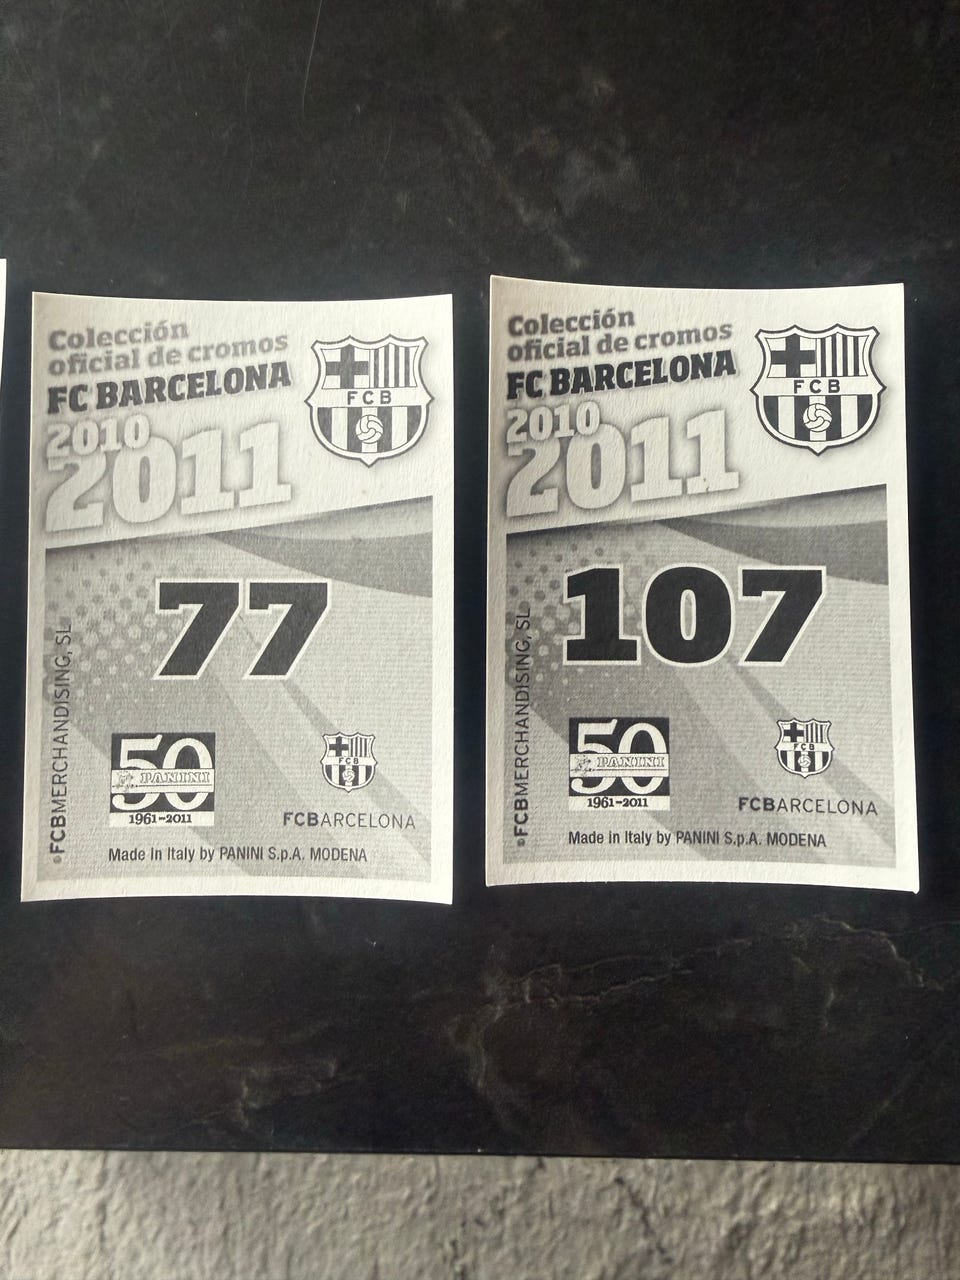 Colección
oficial de cromos
FC BARCELONA
2010
2011
FCB
77
©FCBMERCHANDISING, SL
50
PANINI
1961-2011
FCB
FCBARCELONA
Made in Italy by PANINI S.p.A. MODENA
Colección
oficial de cromos
FC BARCELONA
2010
2011
FCB
107
©FCBMERCHANDISING, SL
50
PANINI
1961-2011
FCB
FCBARCELONA
Made in Italy by PANINI S.p.A. MODENA